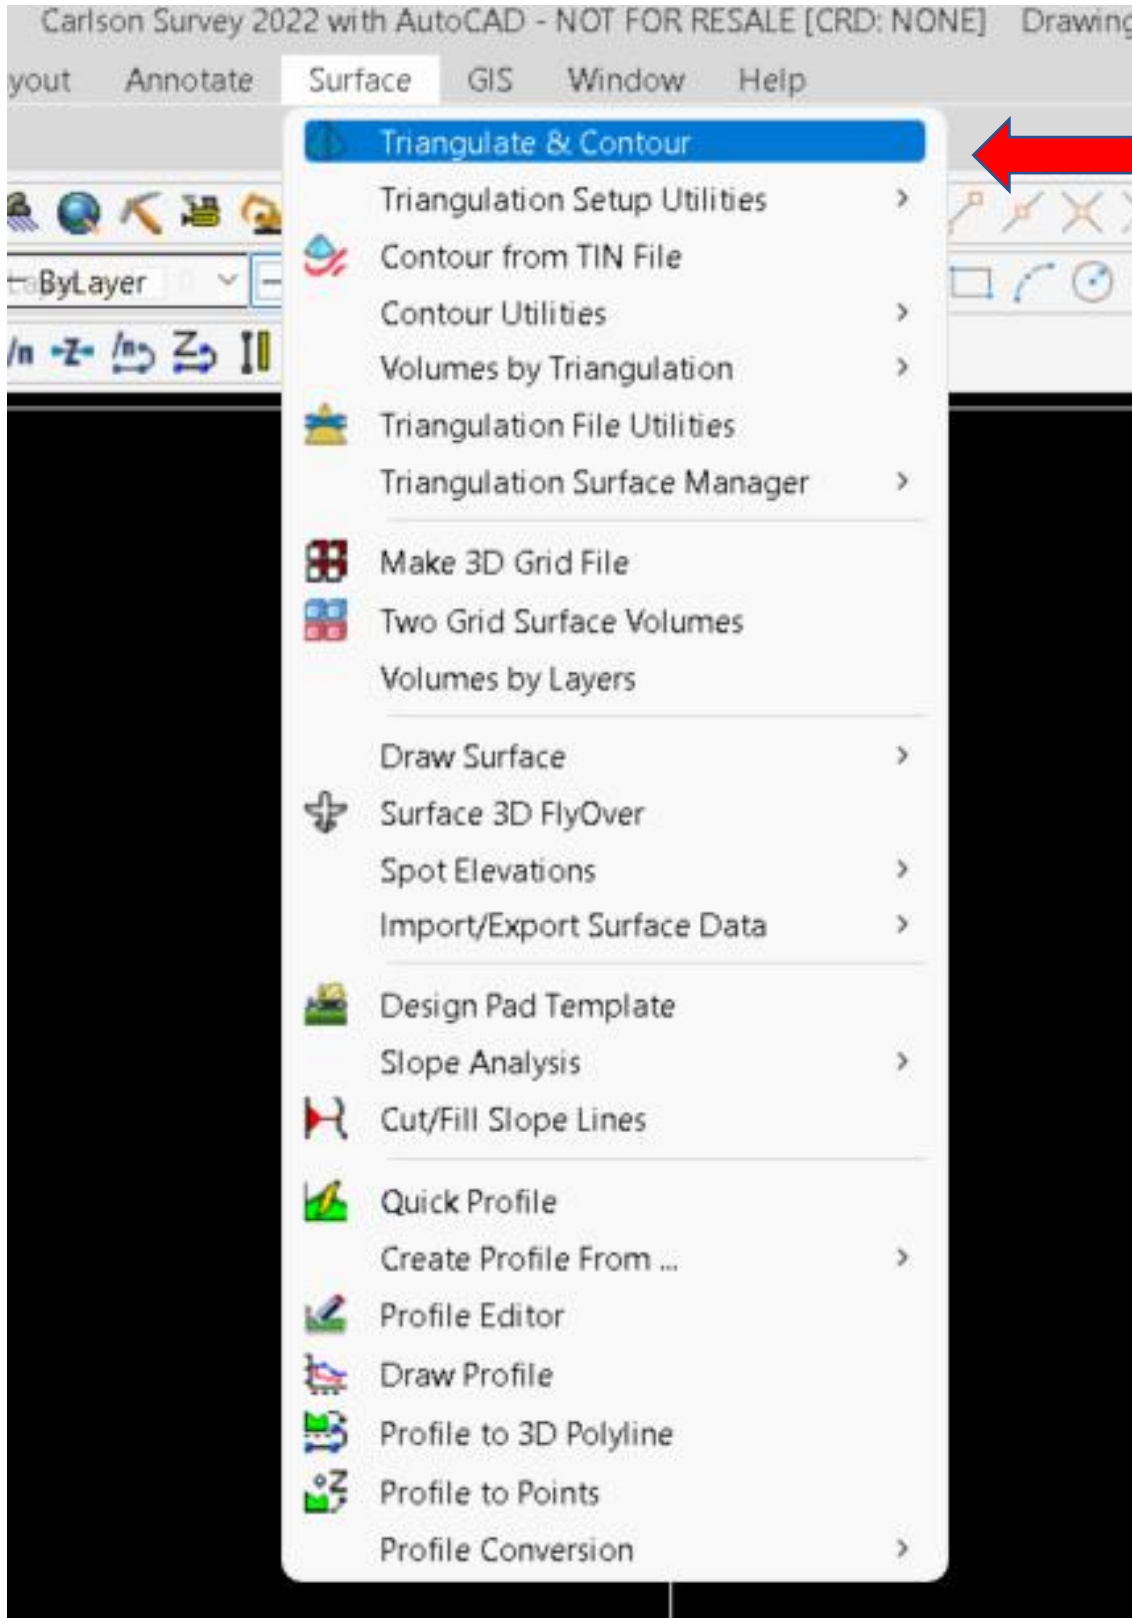 Carlson Survey 2022 with AutoCAD - NOT FOR RESALE [CRD: NONE] Drawing
yout Annotate Surface GIS Window Help
Triangulate & Contour
Triangulation Setup Utilities
Contour from TIN File
ByLayer
Contour Utilities
Volumes by Triangulation
Triangulation File Utilities
Triangulation Surface Manager
Make 3D Grid File
Two Grid Surface Volumes
Volumes by Layers
Draw Surface
Surface 3D FlyOver
Spot Elevations
Import/Export Surface Data
Design Pad Template
Slope Analysis
Cut/Fill Slope Lines
Quick Profile
Create Profile From ...
Profile Editor
Draw Profile
Profile to 3D Polyline
Profile to Points
Profile Conversion